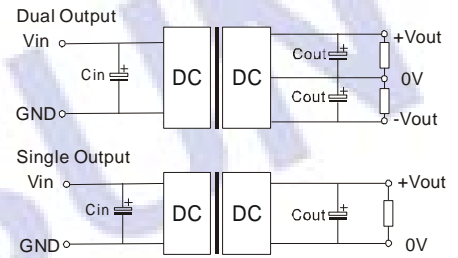 Dual Output
Vin
Cin
+
DC
DC
Cout
+
Cout
+
+Vout
0V
-Vout
GND
Single Output
Vin
Cin
+
DC
DC
Cout
+
+Vout
0V
GND